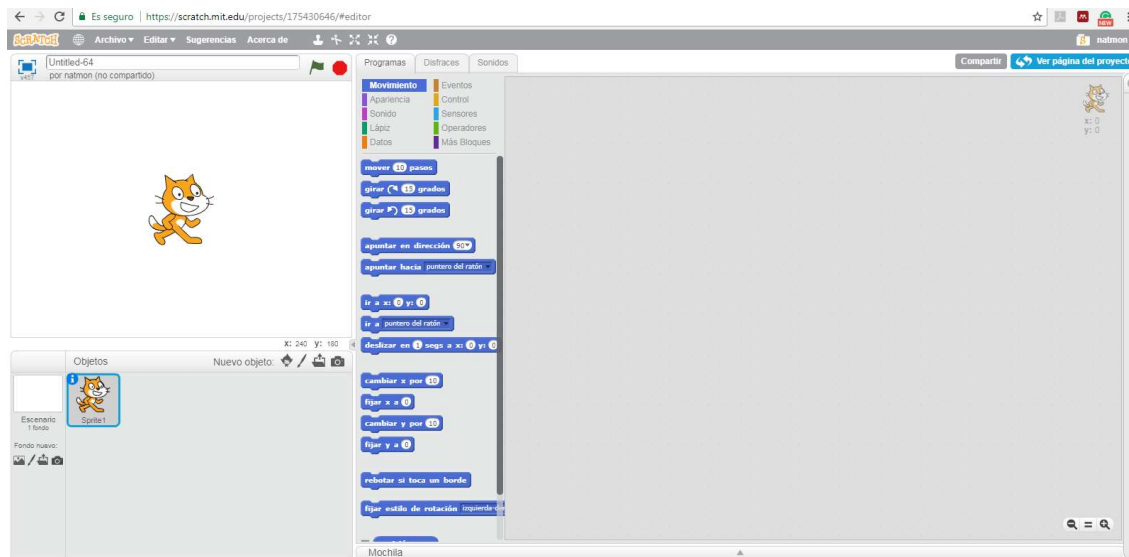 Es seguro | https://scratch.mit.edu/projects/175430646/#editor
NEW
SCRATCH Archivo Editar Sugerencias Acerca de natmon
Untitled-64
por natmon (no compartido)
v457
Programas Disfraces Sonidos
Compartir Ver página del proyecto
Movimiento Eventos
Apariencia Control
Sonido Sensores
Lápiz Operadores
Datos Más Bloques
x: 0
y: 0
mover 10 pasos
girar 15 grados
girar 15 grados
apuntar en dirección 90
apuntar hacia puntero del ratón
ir a x: 0 y: 0
ir a puntero del ratón
deslizar en 1 segs a x: 0 y: 0
cambiar x por 10
fijar x a 0
cambiar y por 10
fijar y a 0
rebotar si toca un borde
fijar estilo de rotación
X: 240 Y: 180
Objetos Nuevo objeto:
Escenario
1 fondo
Sprite1
Fondo nuevo:
Mochila